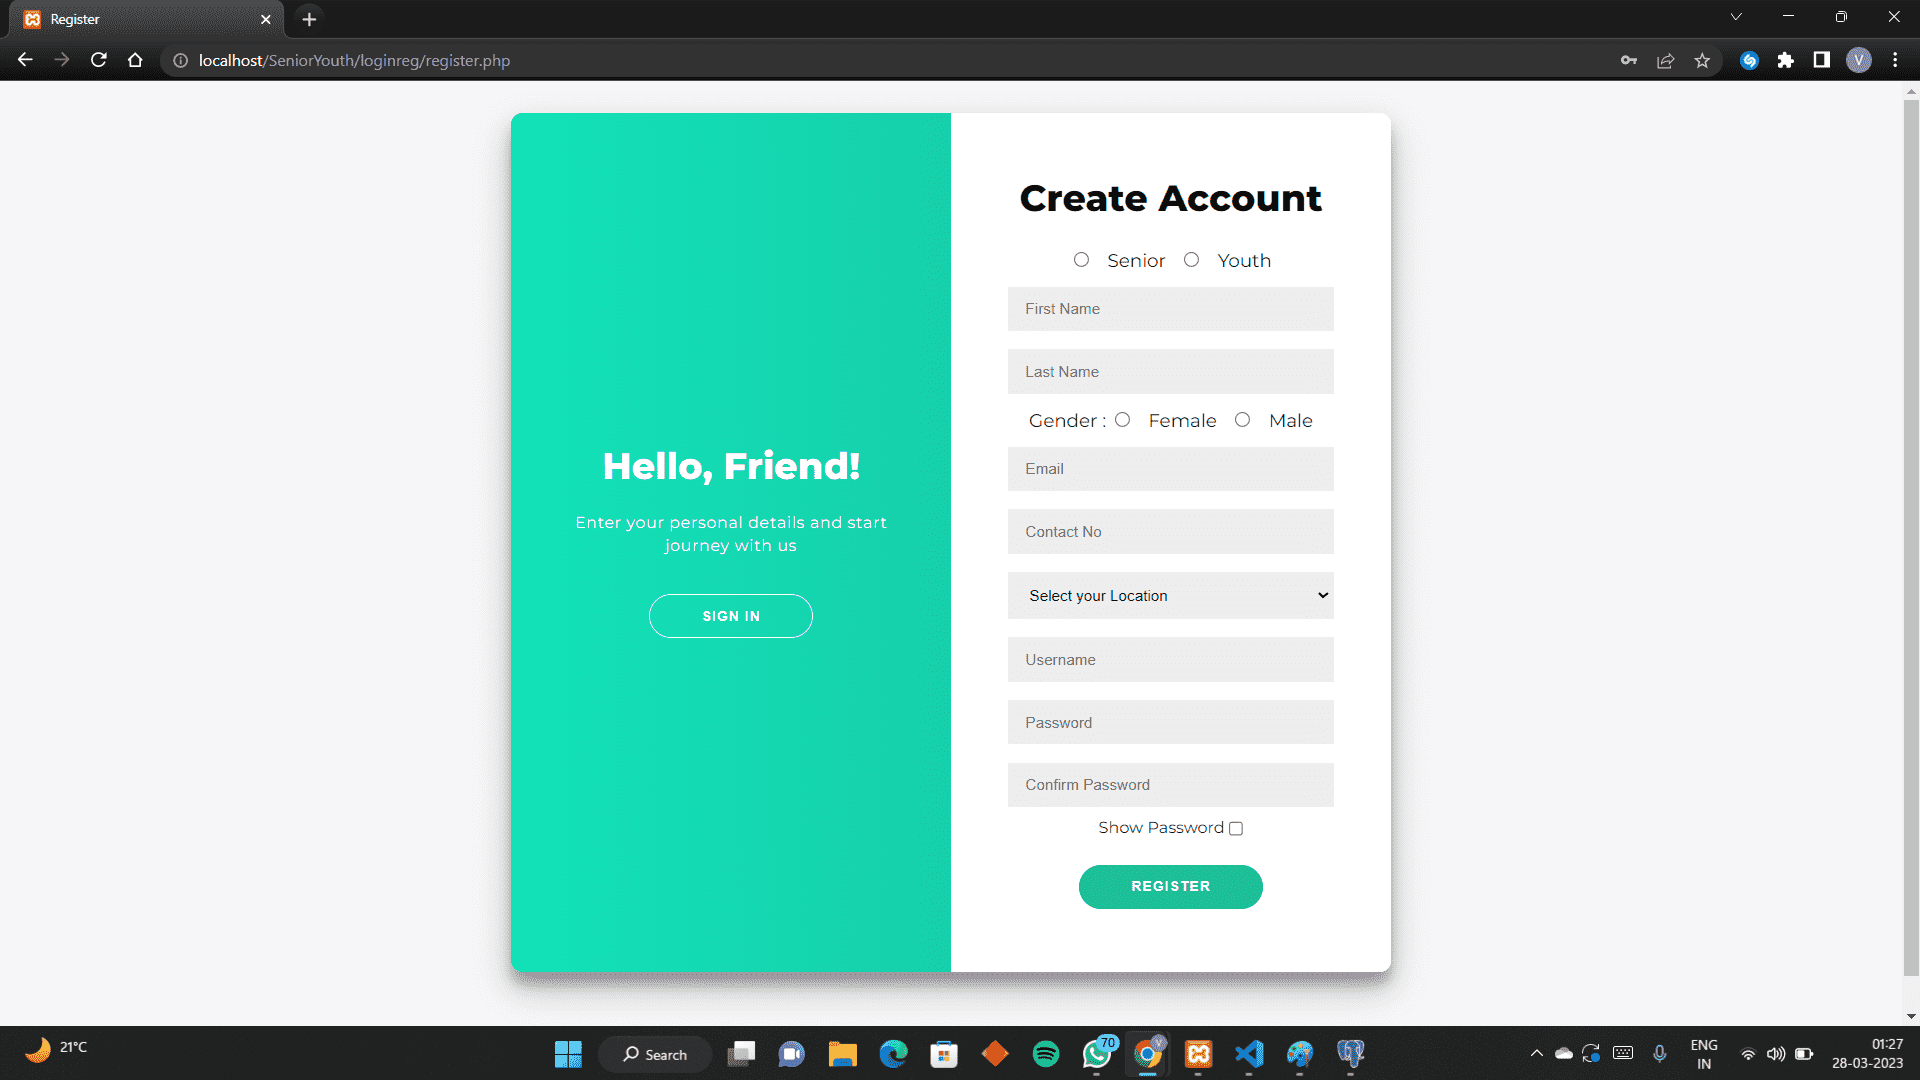 Register
localhost/SeniorYouth/loginreg/register.php
V
Hello, Friend!
Enter your personal details and start
journey with us
SIGN IN
Create Account
Senior Youth
First Name
Last Name
Gender : Female Male
Email
Contact No
Select your Location
Username
Password
Confirm Password
Show Password
REGISTER
21°C
Search
70
V
ENG
IN
01:27
28-03-2023